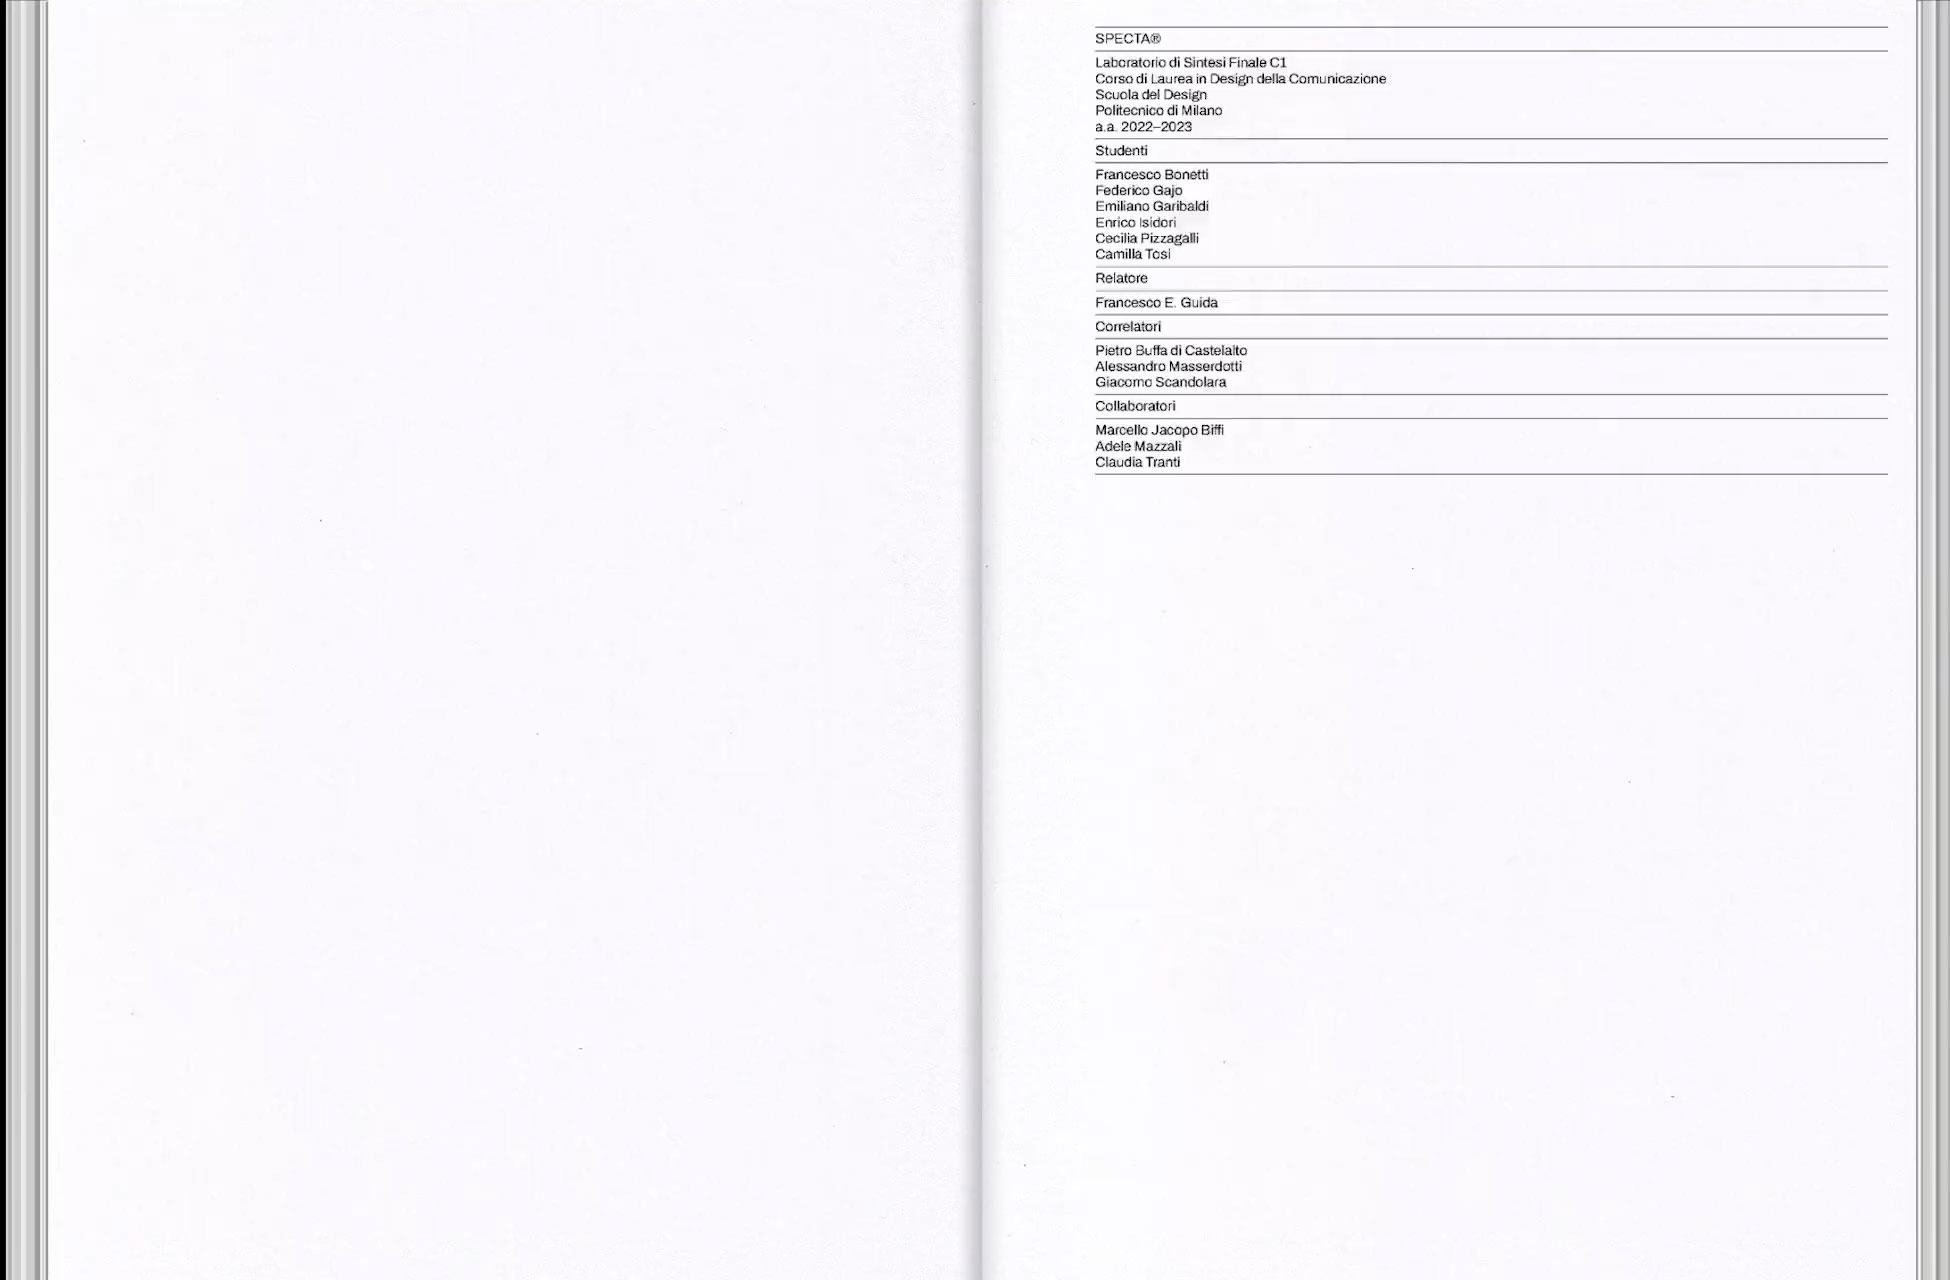 SPECTA®
Laboratorio di Sintesi Finale C1
Corso di Laurea in Design della Comunicazione
Scuola del Design
Politecnico di Milano
a.a. 2022–2023
Studenti
Francesco Bonetti
Federico Gajo
Emiliano Garibaldi
Enrico Isidori
Cecilia Pizzagalli
Camilla Tosi
Relatore
Francesco E. Guida
Correlatori
Pietro Buffa di Castelalto
Alessandro Masserdotti
Giacomo Scandolara
Collaboratori
Marcello Jacopo Biffi
Adele Mazzali
Claudia Tranti